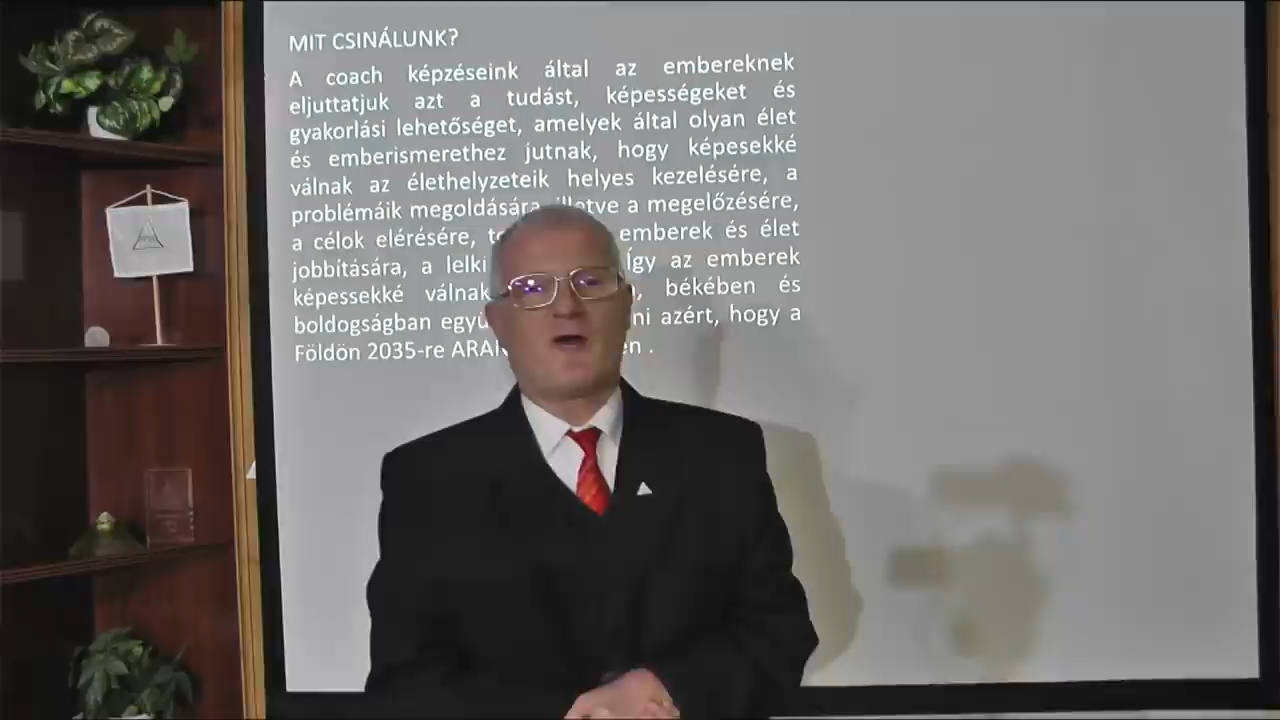 MIT CSINÁLUNK?
A coach képzéseink által az embereknek
eljuttatjuk azt a tudást, képességeket és
gyakorlási lehetőséget, amelyek által olyan élet
és emberismerethez jutnak, hogy képesekké
válnak az élethelyzeteik helyes kezelésére, a
problémáik megoldására illetve a megelőzésére,
a célok elérésére, emberek és élet
jobbítására, a lelki Így az emberek
képessekké válnak békében és
boldogságban azért, hogy a
Földön 2035-re